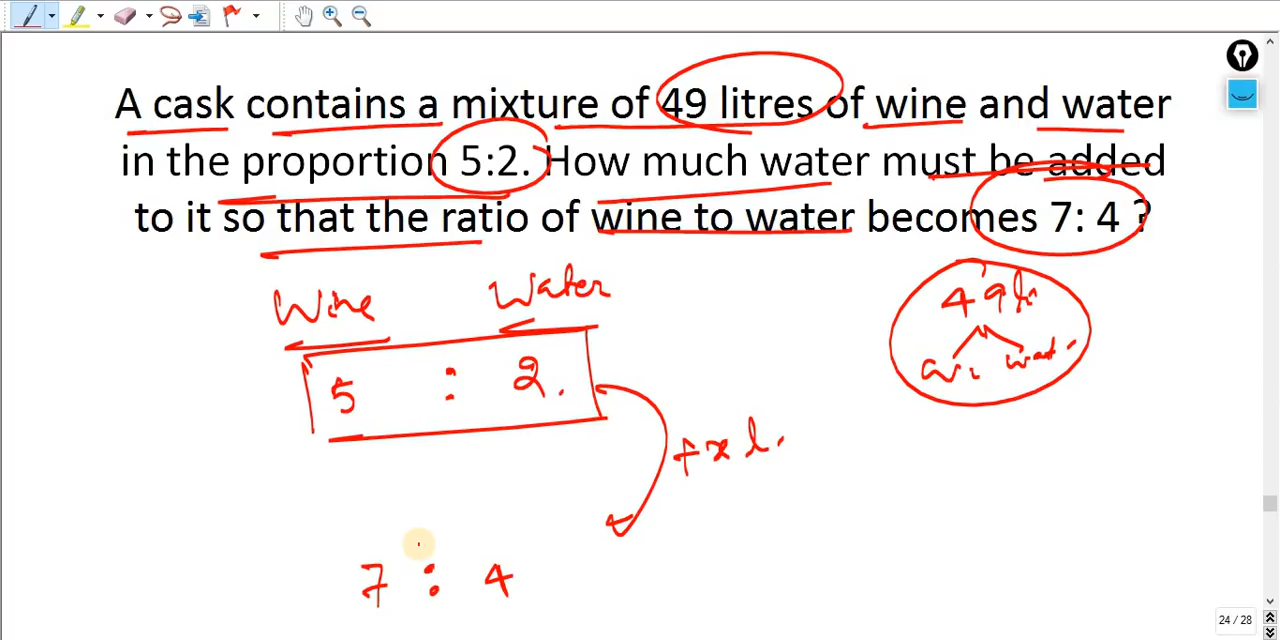 A cask contains a mixture of 49 litres of wine and water
in the proportion 5:2. How much water must be added
to it so that the ratio of wine to water becomes 7: 4 ?
Wine Water
49
5 : 2.
+x l.
7 : 4
24 / 28